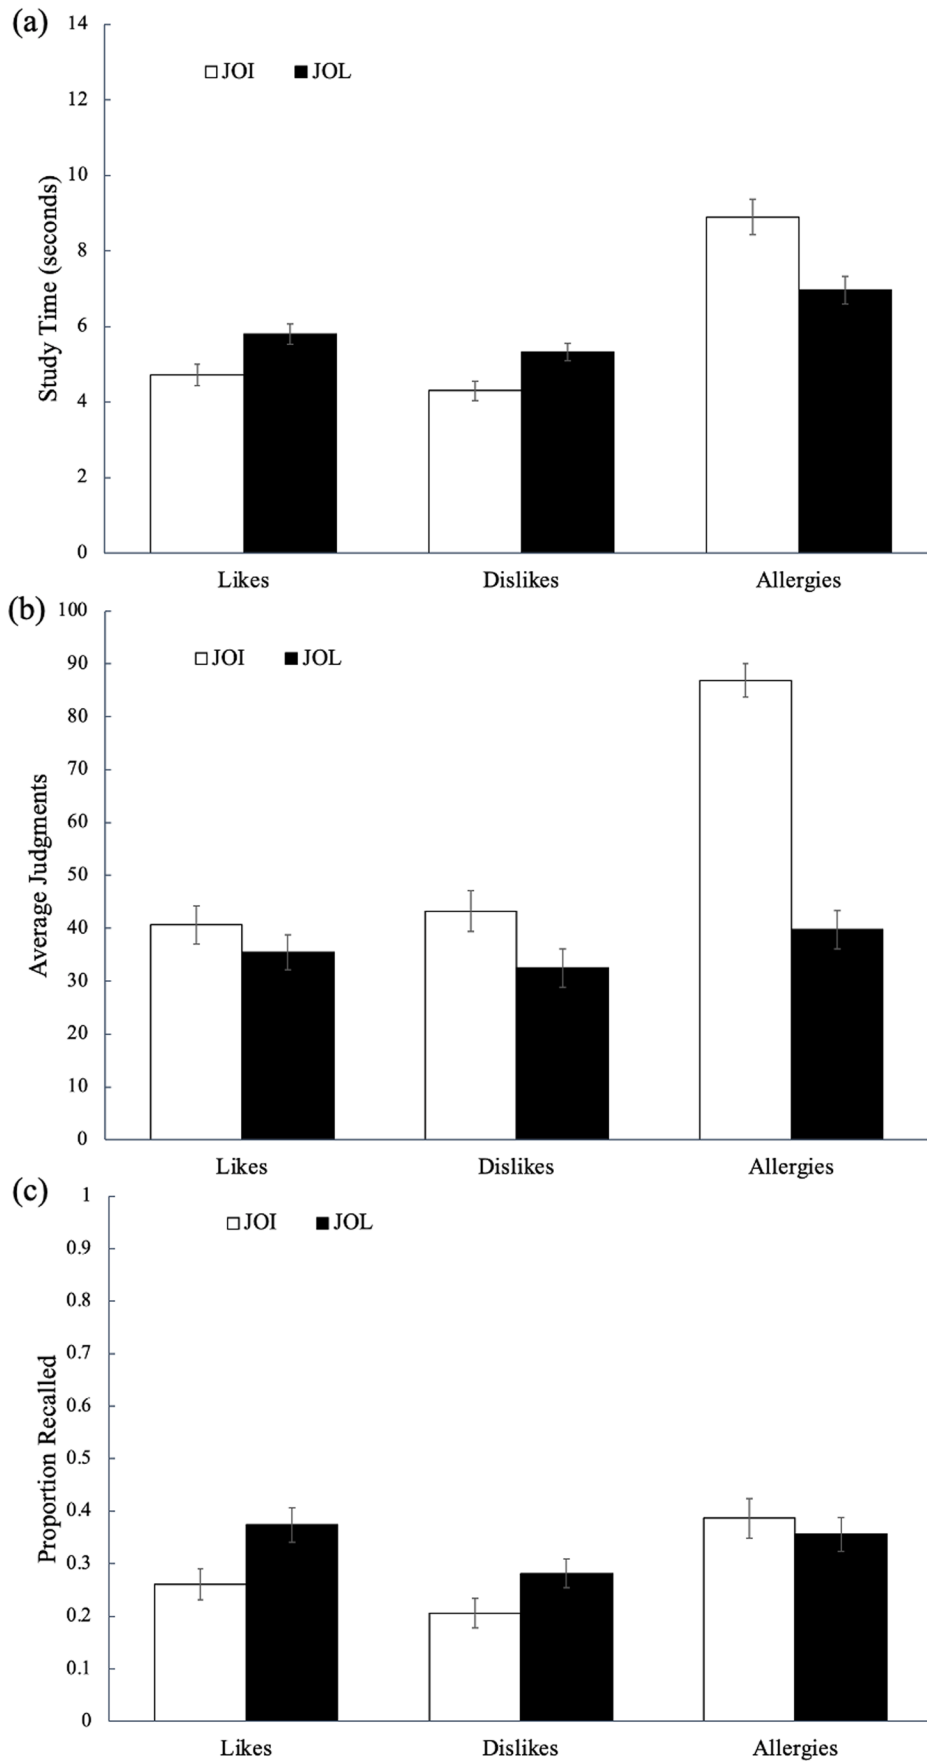 (a)
14
12
10
8
6
4
2
0
Study Time (seconds)
JOI JOL
Likes Dislikes Allergies
(b)
100
90
80
70
60
50
40
30
20
10
0
Average Judgments
JOI JOL
Likes Dislikes Allergies
(c)
1
0.9
0.8
0.7
0.6
0.5
0.4
0.3
0.2
0.1
0
Proportion Recalled
JOI JOL
Likes Dislikes Allergies